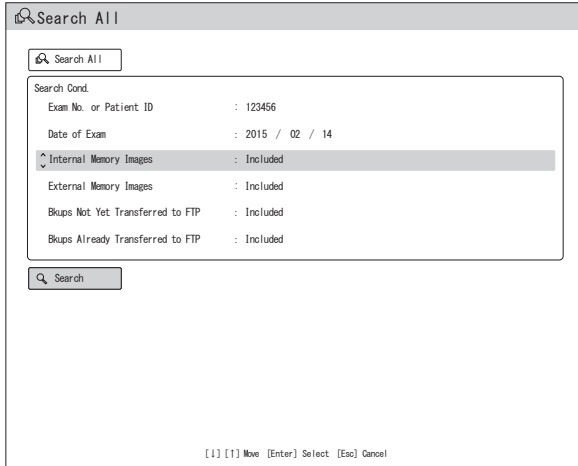 Search All
Search All
Search Cond.
Exam No. or Patient ID : 123456
Date of Exam : 2015 / 02 / 14
Internal Memory Images : Included
External Memory Images : Included
Bkups Not Yet Transferred to FTP : Included
Bkups Already Transferred to FTP : Included
Search
[↓] [↑] Move [Enter] Select [Esc] Cancel